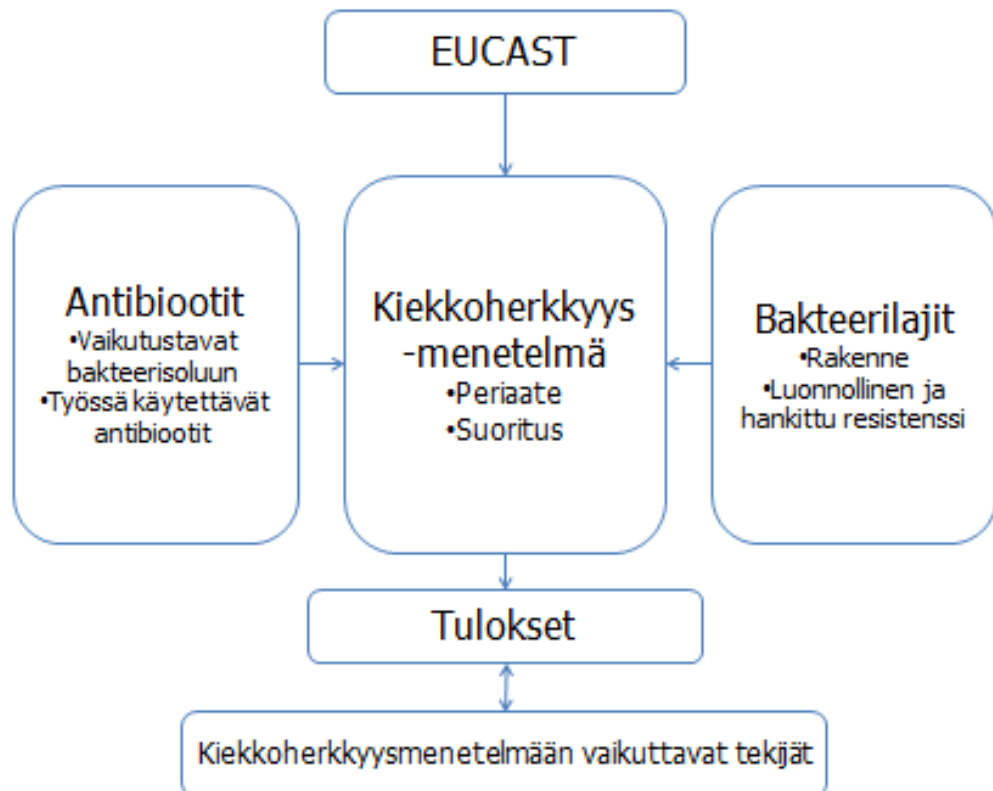 EUCAST
Antibiootit
•Vaikutustavat
bakteerisoluun
•Työssä käytettävät
antibiootit
Kiekkoherkkyys
-menetelmä
•Periaate
•Suoritus
Bakteerilajit
•Rakenne
•Luonnollinen ja
hankittu resistenssi
Tulokset
Kiekkoherkkyysmenetelmään vaikuttavat tekijät